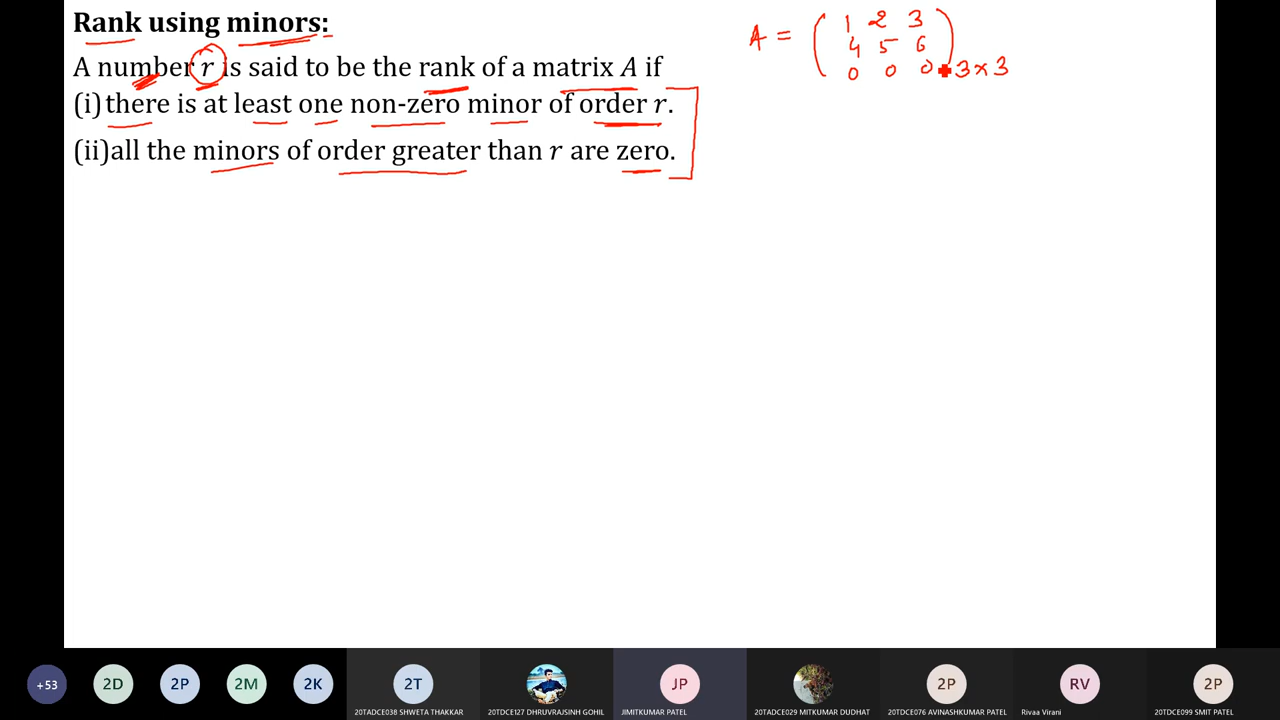 Rank using minors:
A number r is said to be the rank of a matrix A if
(i) there is at least one non-zero minor of order r.
(ii)all the minors of order greater than r are zero.
A = ( 1 2 3
4 5 6
0 0 0 ) 3×3
+53
2D
2P
2M
2K
2T
JP
2P
RV
2P
20TADCE038 SHWETA THAKKAR
20TDCE127 DHRUVRAJSINH GOHIL
JIMITKUMAR PATEL
20TADCE029 MITKUMAR DUDHAT
20TDCE076 AVINASHKUMAR PATEL
Rivaa Virani
20TDCE099 SMIT PATEL